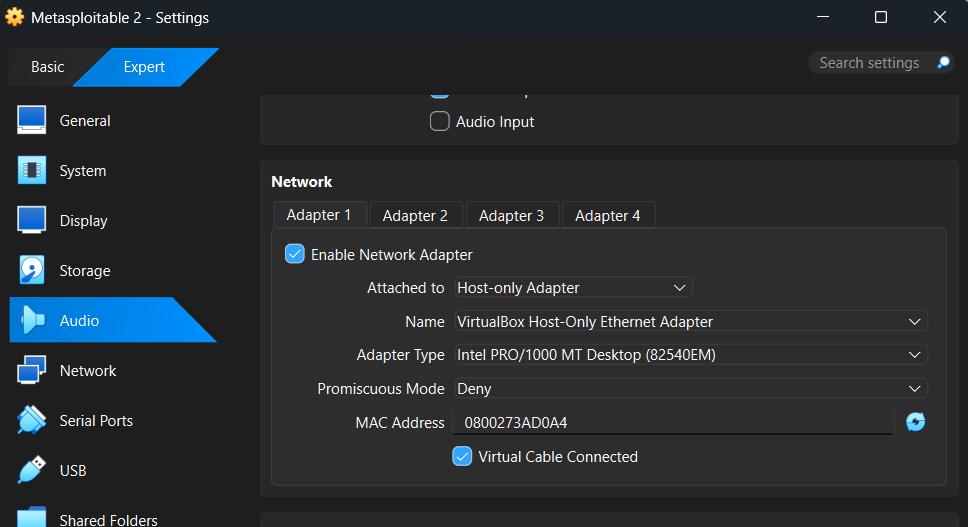 Metasploitable 2 - Settings
Basic
Expert
Search settings
General
System
Display
Storage
Audio
Network
Serial Ports
USB
Shared Folders
Audio Input
Network
Adapter 1
Adapter 2
Adapter 3
Adapter 4
Enable Network Adapter
Attached to Host-only Adapter
Name VirtualBox Host-Only Ethernet Adapter
Adapter Type Intel PRO/1000 MT Desktop (82540EM)
Promiscuous Mode Deny
MAC Address 0800273AD0A4
Virtual Cable Connected